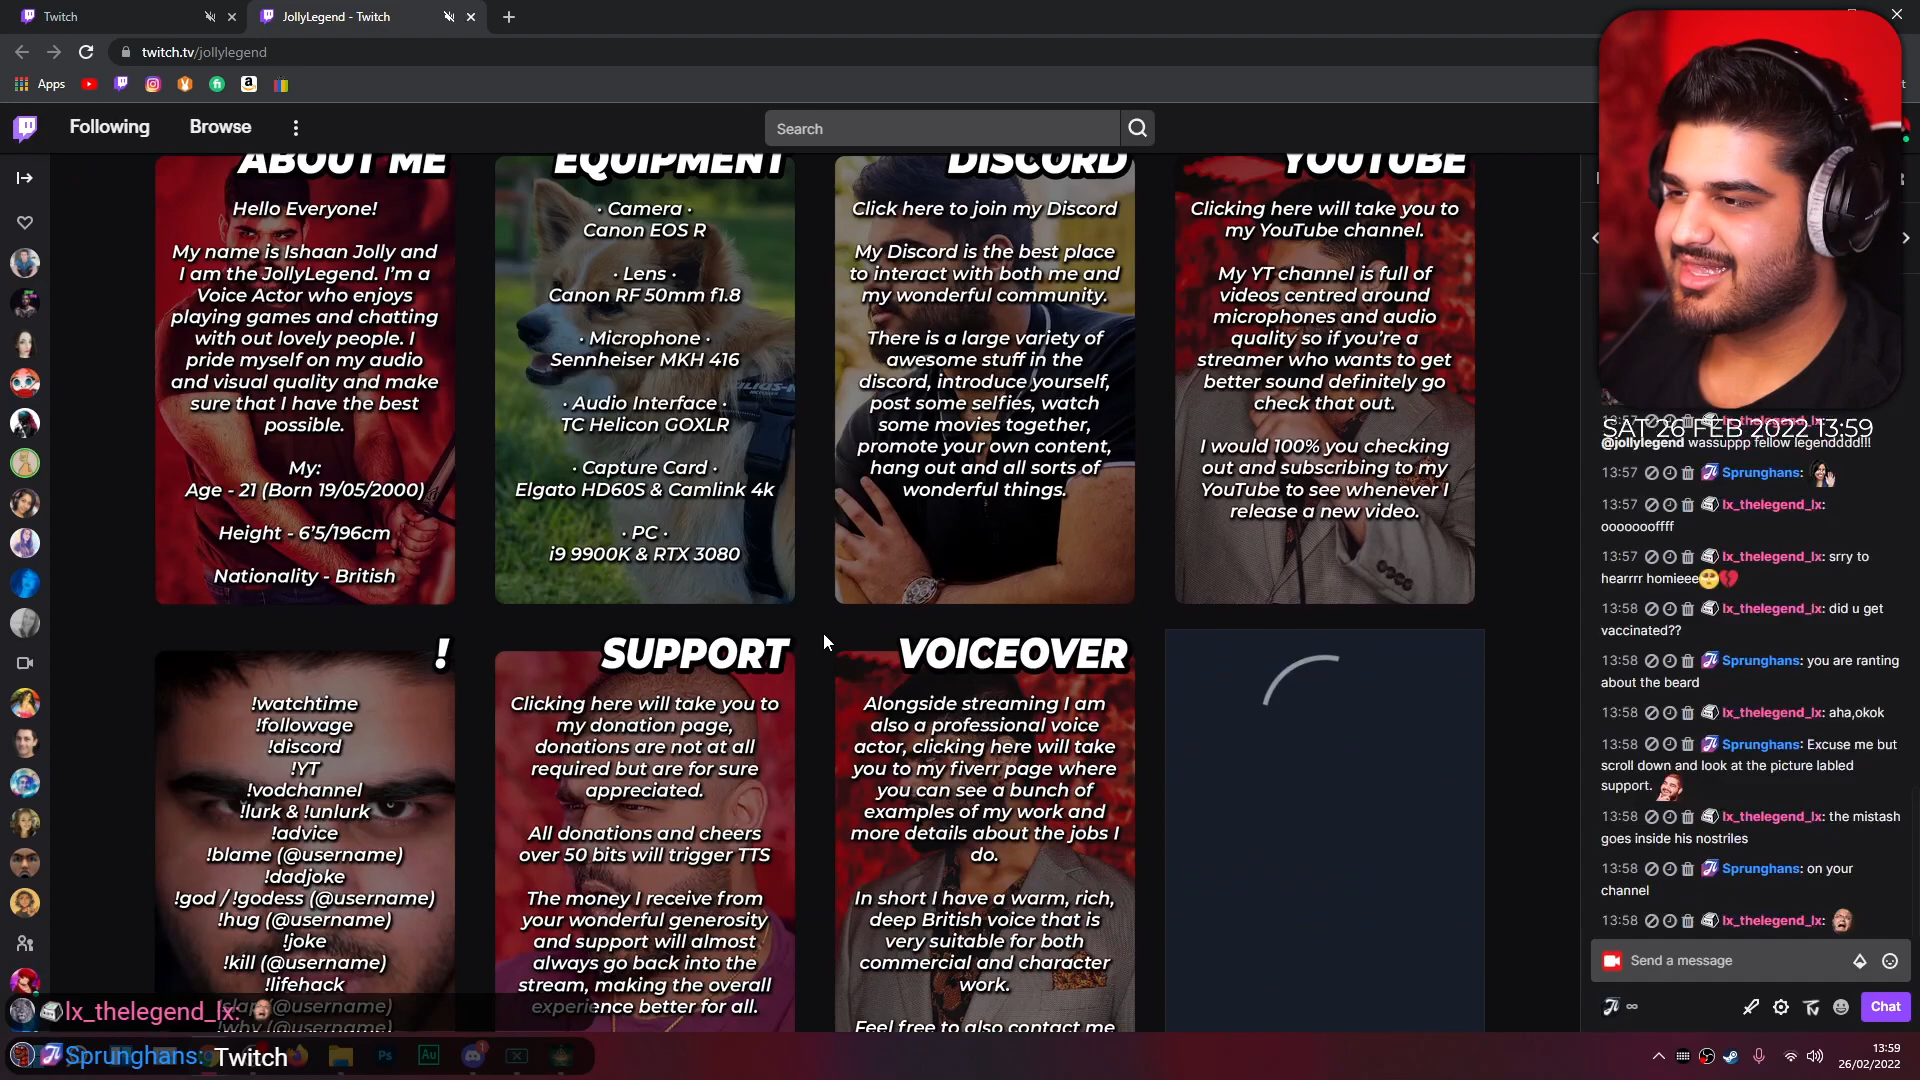 Twitch
JollyLegend - Twitch
twitch.tv/jollylegend
Apps
Following
Browse
Search
ABOUT ME
Hello Everyone!
My name is Ishaan Jolly and
I am the JollyLegend. I'm a
Voice Actor who enjoys
playing games and chatting
with out lovely people. I
pride myself on my audio
and visual quality and make
sure that I have the best
possible.
My:
Age - 21 (Born 19/05/2000)
Height - 6'5/196cm
Nationality - British
EQUIPMENT
· Camera ·
Canon EOS R
· Lens ·
Canon RF 50mm f1.8
· Microphone ·
Sennheiser MKH 416
· Audio Interface ·
TC Helicon GOXLR
· Capture Card ·
Elgato HD60S & Camlink 4k
· PC ·
i9 9900K & RTX 3080
DISCORD
Click here to join my Discord
My Discord is the best place
to interact with both me and
my wonderful community.
There is a large variety of
awesome stuff in the
discord, introduce yourself,
post some selfies, watch
some movies together,
promote your own content,
hang out and all sorts of
wonderful things.
YOUTUBE
Clicking here will take you to
my YouTube channel.
My YT channel is full of
videos centred around
microphones and audio
quality so if you're a
streamer who wants to get
better sound definitely go
check that out.
I would 100% you checking
out and subscribing to my
YouTube to see whenever I
release a new video.
!
!watchtime
!followage
!discord
!YT
!vodchannel
!lurk & !unlurk
!advice
!blame (@username)
!dadjoke
!god / !godess (@username)
!hug (@username)
!joke
!kill (@username)
!lifehack
!slap (@username)
!why (@username)
SUPPORT
Clicking here will take you to
my donation page,
donations are not at all
required but are for sure
appreciated.
All donations and cheers
over 50 bits will trigger TTS
The money I receive from
your wonderful generosity
and support will almost
always go back into the
stream, making the overall
experience better for all.
VOICEOVER
Alongside streaming I am
also a professional voice
actor, clicking here will take
you to my fiverr page where
you can see a bunch of
examples of my work and
more details about the jobs I
do.
In short I have a warm, rich,
deep British voice that is
very suitable for both
commercial and character
work.
Feel free to also contact me
SAT 26 FEB 2022 13:59
13:57 lx_thelegend_lx:
@jollylegend wassuppp fellow legendddd!!!
13:57 Sprunghans:
13:57 lx_thelegend_lx:
oooooooffff
13:57 lx_thelegend_lx: srry to
hearrrr homieee
13:58 lx_thelegend_lx: did u get
vaccinated??
13:58 Sprunghans: you are ranting
about the beard
13:58 lx_thelegend_lx: aha,okok
13:58 Sprunghans: Excuse me but
scroll down and look at the picture labled
support.
13:58 lx_thelegend_lx: the mistash
goes inside his nostriles
13:58 Sprunghans: on your
channel
13:58 lx_thelegend_lx:
Send a message
Chat
lx_thelegend_lx:
Sprunghans: Twitch
Ps
Au
13:59
26/02/2022